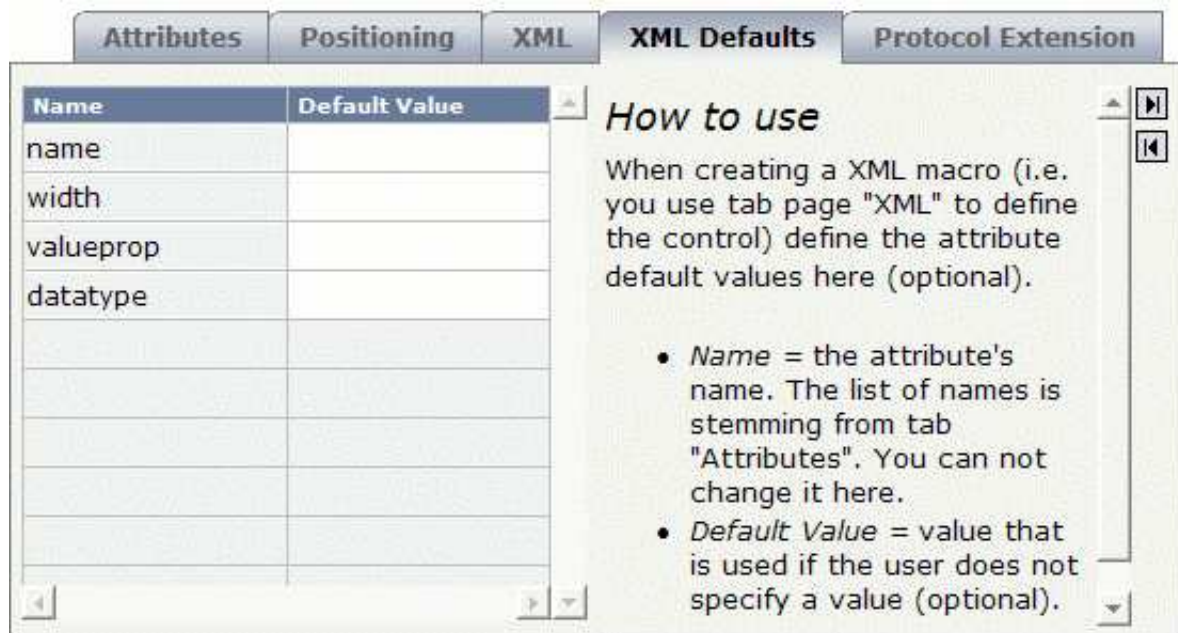 Attributes Positioning XML XML Defaults Protocol Extension
Name Default Value
name
width
valueprop
datatype
How to use
When creating a XML macro (i.e.
you use tab page "XML" to define
the control) define the attribute
default values here (optional).
• Name = the attribute's
name. The list of names is
stemming from tab
"Attributes". You can not
change it here.
• Default Value = value that
is used if the user does not
specify a value (optional).